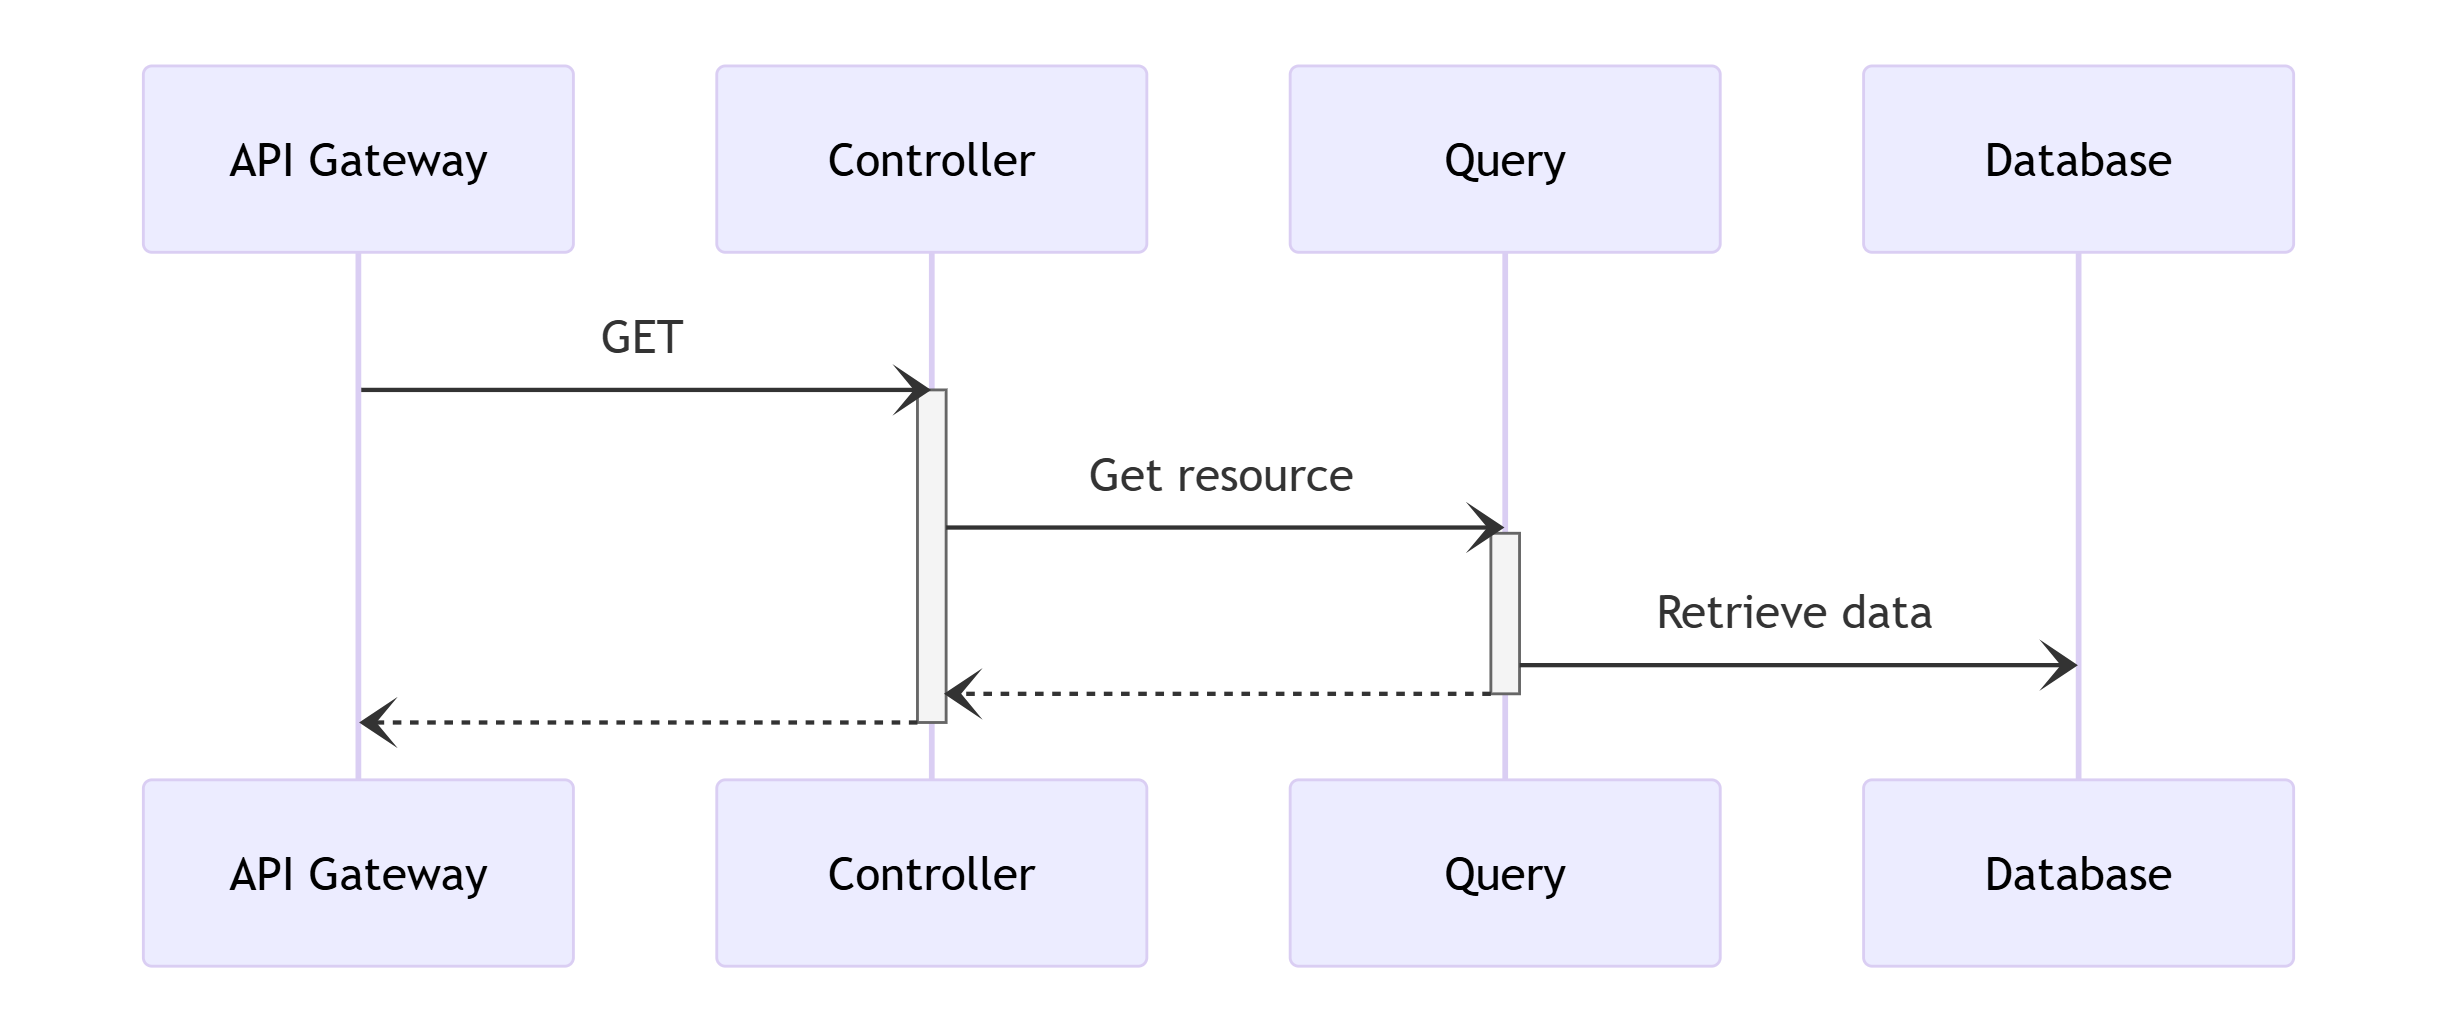 API Gateway
Controller
Query
Database
GET
Get resource
Retrieve data
API Gateway
Controller
Query
Database